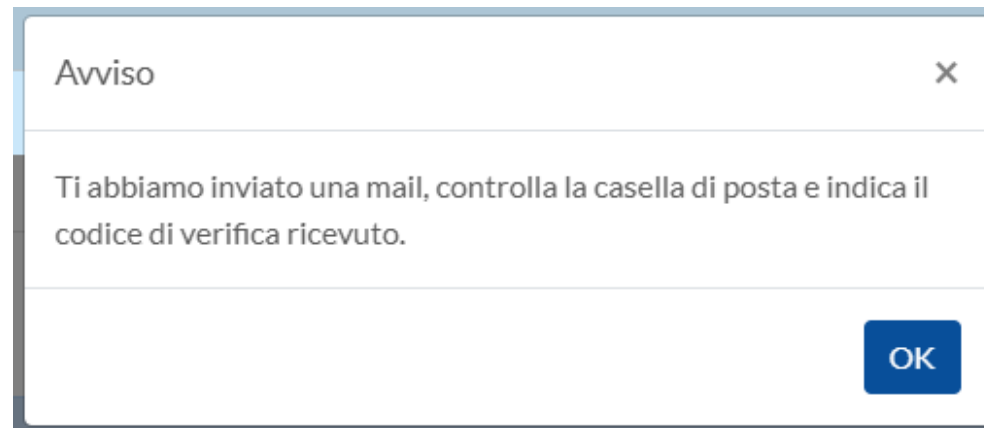 Avviso
Ti abbiamo inviato una mail, controlla la casella di posta e indica il
codice di verifica ricevuto.
OK